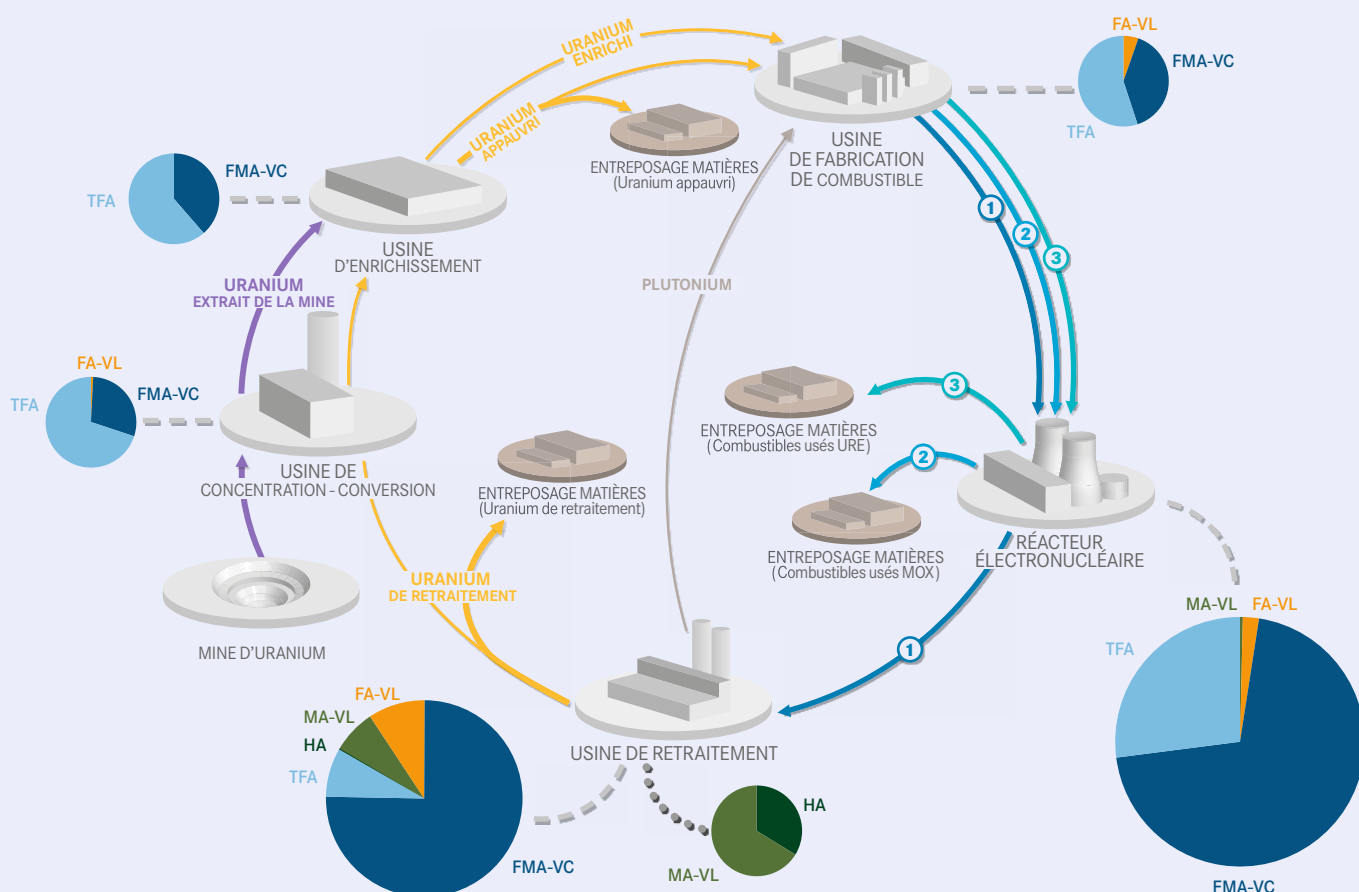 FA-VL
FMA-VC
TFA
URANIUM
ENRICHI
URANIUM
APPAUVRI
USINE
DE FABRICATION
DE COMBUSTIBLE
ENTREPOSAGE MATIÈRES
(Uranium appauvri)
FMA-VC
TFA
USINE
D'ENRICHISSEMENT
1
2
3
URANIUM
EXTRAIT DE LA MINE
PLUTONIUM
FA-VL
FMA-VC
TFA
USINE DE
CONCENTRATION - CONVERSION
3
ENTREPOSAGE MATIÈRES
(Combustibles usés URE)
2
ENTREPOSAGE MATIÈRES
(Uranium de retraitement)
ENTREPOSAGE MATIÈRES
(Combustibles usés MOX)
RÉACTEUR
ÉLECTRONUCLÉAIRE
URANIUM
DE RETRAITEMENT
MINE D'URANIUM
1
MA-VL
FA-VL
TFA
FMA-VC
USINE DE RETRAITEMENT
FA-VL
MA-VL
HA
TFA
FMA-VC
HA
MA-VL